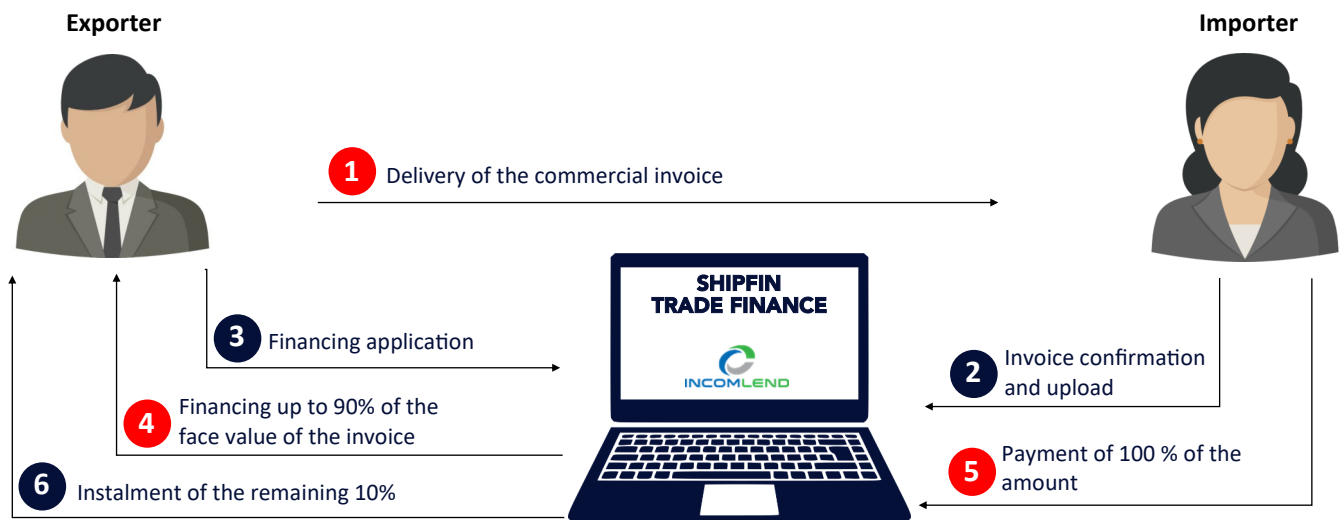 Exporter
Importer
1
Delivery of the commercial invoice
SHIPFIN
TRADE FINANCE
INCOMLEND
3
Financing application
2
Invoice confirmation
and upload
4
Financing up to 90% of the
face value of the invoice
5
Payment of 100 % of the
amount
6
Instalment of the remaining 10%